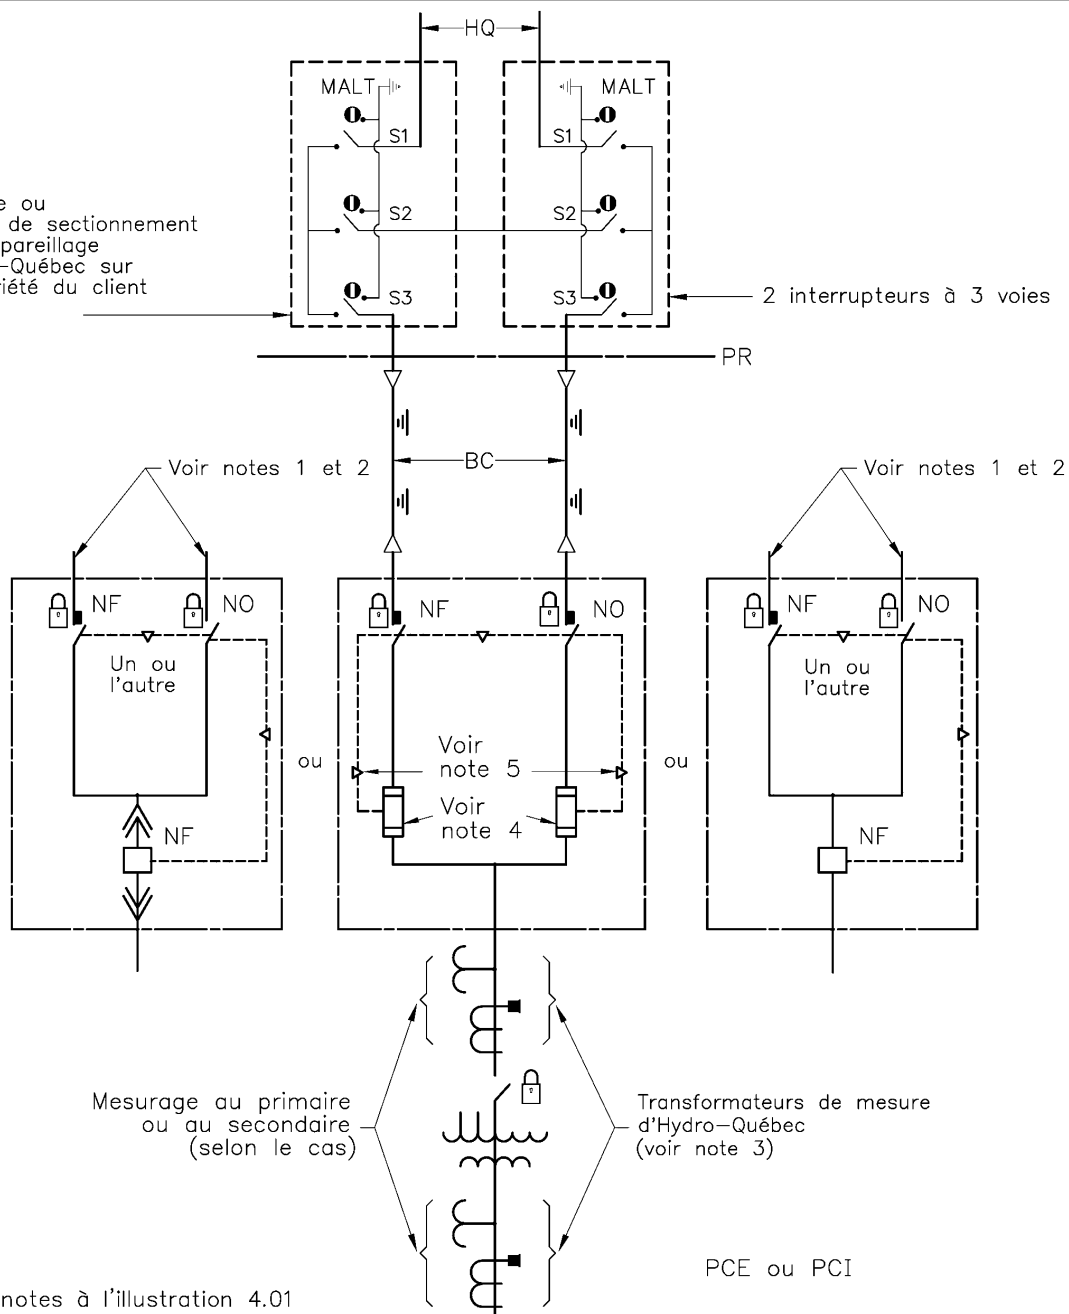 HQ
MALT
MALT
S1
S1
S2
S2
S3
S3
e ou
de sectionnement
pareillage
-Québec sur
iété du client
2 interrupteurs à 3 voies
PR
BC
Voir notes 1 et 2
Voir notes 1 et 2
NF
NO
NF
NO
NF
NO
Un ou
l'autre
Un ou
l'autre
ou
Voir
note 5
ou
Voir
note 4
NF
NF
Mesurage au primaire
ou au secondaire
(selon le cas)
Transformateurs de mesure
d'Hydro-Québec
(voir note 3)
PCE ou PCI
notes à l'illustration 4.01